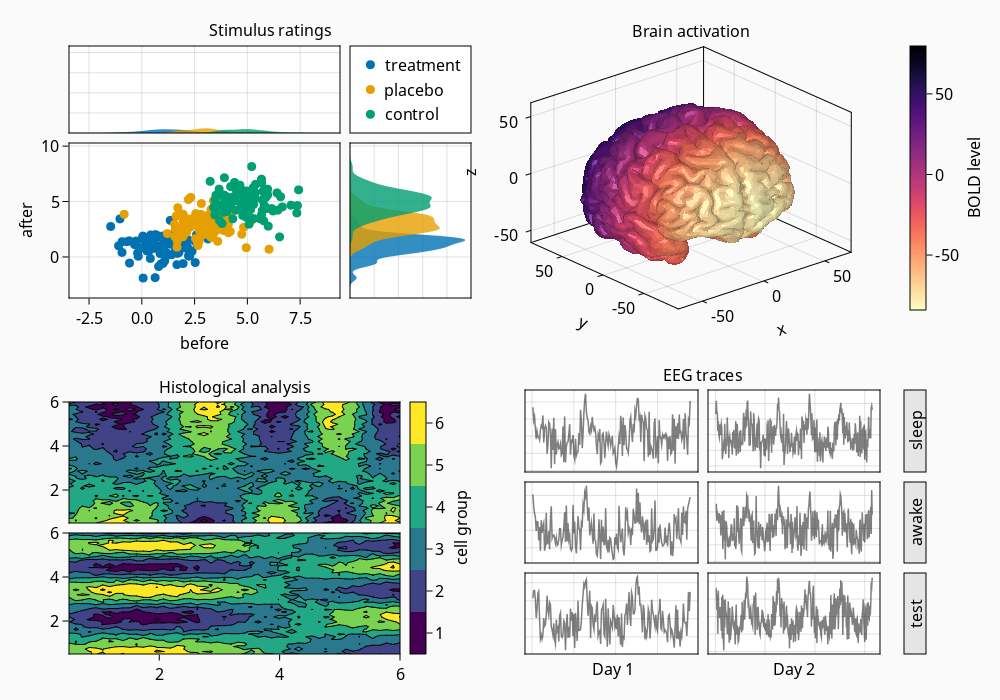 Stimulus ratings
treatment
placebo
control
10
5
0
after
-2.5 0.0 2.5 5.0 7.5
before
Brain activation
50
0
-50
z
50
0
-50
y
-50
0
50
x
50
0
-50
BOLD level
Histological analysis
6
4
2
6
4
2
2 4 6
6
5
4
3
2
1
cell group
EEG traces
sleep
awake
test
Day 1 Day 2